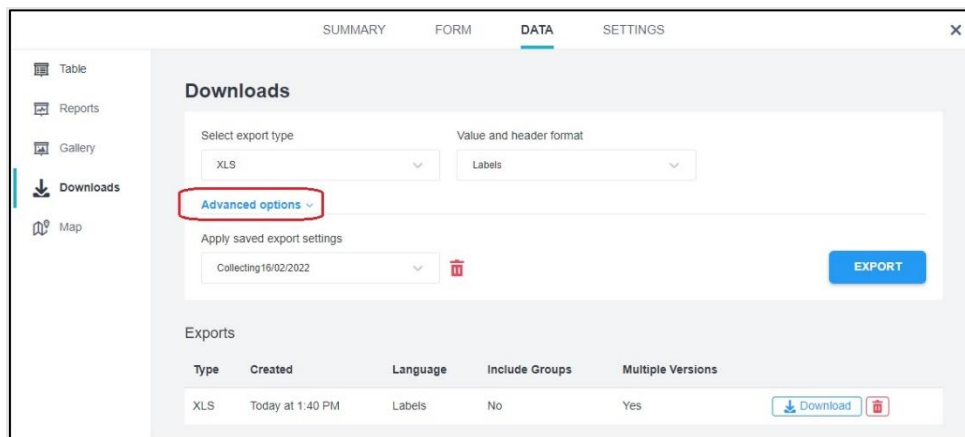 SUMMARY FORM DATA SETTINGS
Table
Reports
Gallery
Downloads
Map
Downloads
Select export type Value and header format
XLS Labels
Advanced options
Apply saved export settings
Collecting16/02/2022
EXPORT
Exports
Type Created Language Include Groups Multiple Versions
XLS Today at 1:40 PM Labels No Yes Download